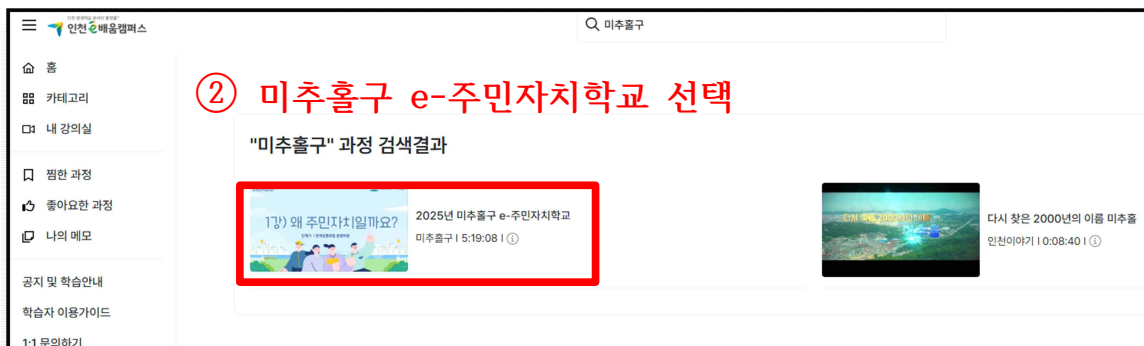 인천 e배움캠퍼스
미추홀구
홈
카테고리
내 강의실
찜한 과정
좋아요한 과정
나의 메모
공지 및 학습안내
학습자 이용가이드
1:1 문의하기
② 미추홀구 e-주민자치학교 선택
"미추홀구" 과정 검색결과
1강) 왜 주민자치일까요?
2025년 미추홀구 e-주민자치학교
미추홀구 | 5:19:08 |
다시 찾은 2000년의 이름 미추홀
인천이야기 | 0:08:40 |